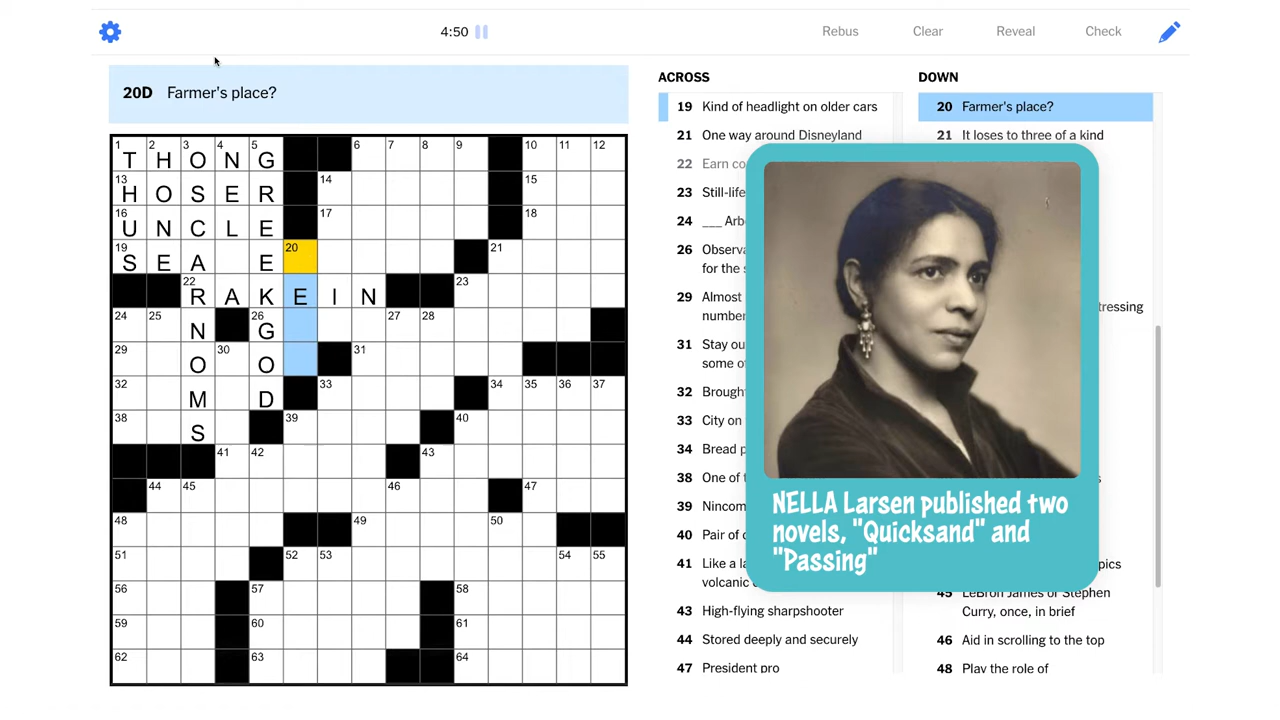 4:50
Rebus
Clear
Reveal
Check
20D Farmer's place?
ACROSS
19 Kind of headlight on older cars
21 One way around Disneyland
22 Earn co
23 Still-life
24 ___ Arb
26 Observa
for the s
29 Almost
number
31 Stay ou
some of
32 Brough
33 City on
34 Bread p
38 One of t
39 Nincom
40 Pair of c
41 Like a la
volcanic
43 High-flying sharpshooter
44 Stored deeply and securely
47 President pro
DOWN
20 Farmer's place?
21 It loses to three of a kind
tressing
pics
45 LeBron James or Stephen
Curry, once, in brief
46 Aid in scrolling to the top
48 Play the role of
1 T 2 H 3 O 4 N 5 G 6 7 8 9 10 11 12
13 H O S E R 14 15
16 U N C L E 17 18
19 S E A E 20 21
22 R A K E I N 23
24 25 N 26 G 27 28
29 O 30 O 31
32 M D 33 34 35 36 37
38 S 39 40
41 42 43
44 45 46 47
48 49 50
51 52 53 54 55
56 57 58
59 60 61
62 63 64
NELLA Larsen published two
novels, "Quicksand" and
"Passing"